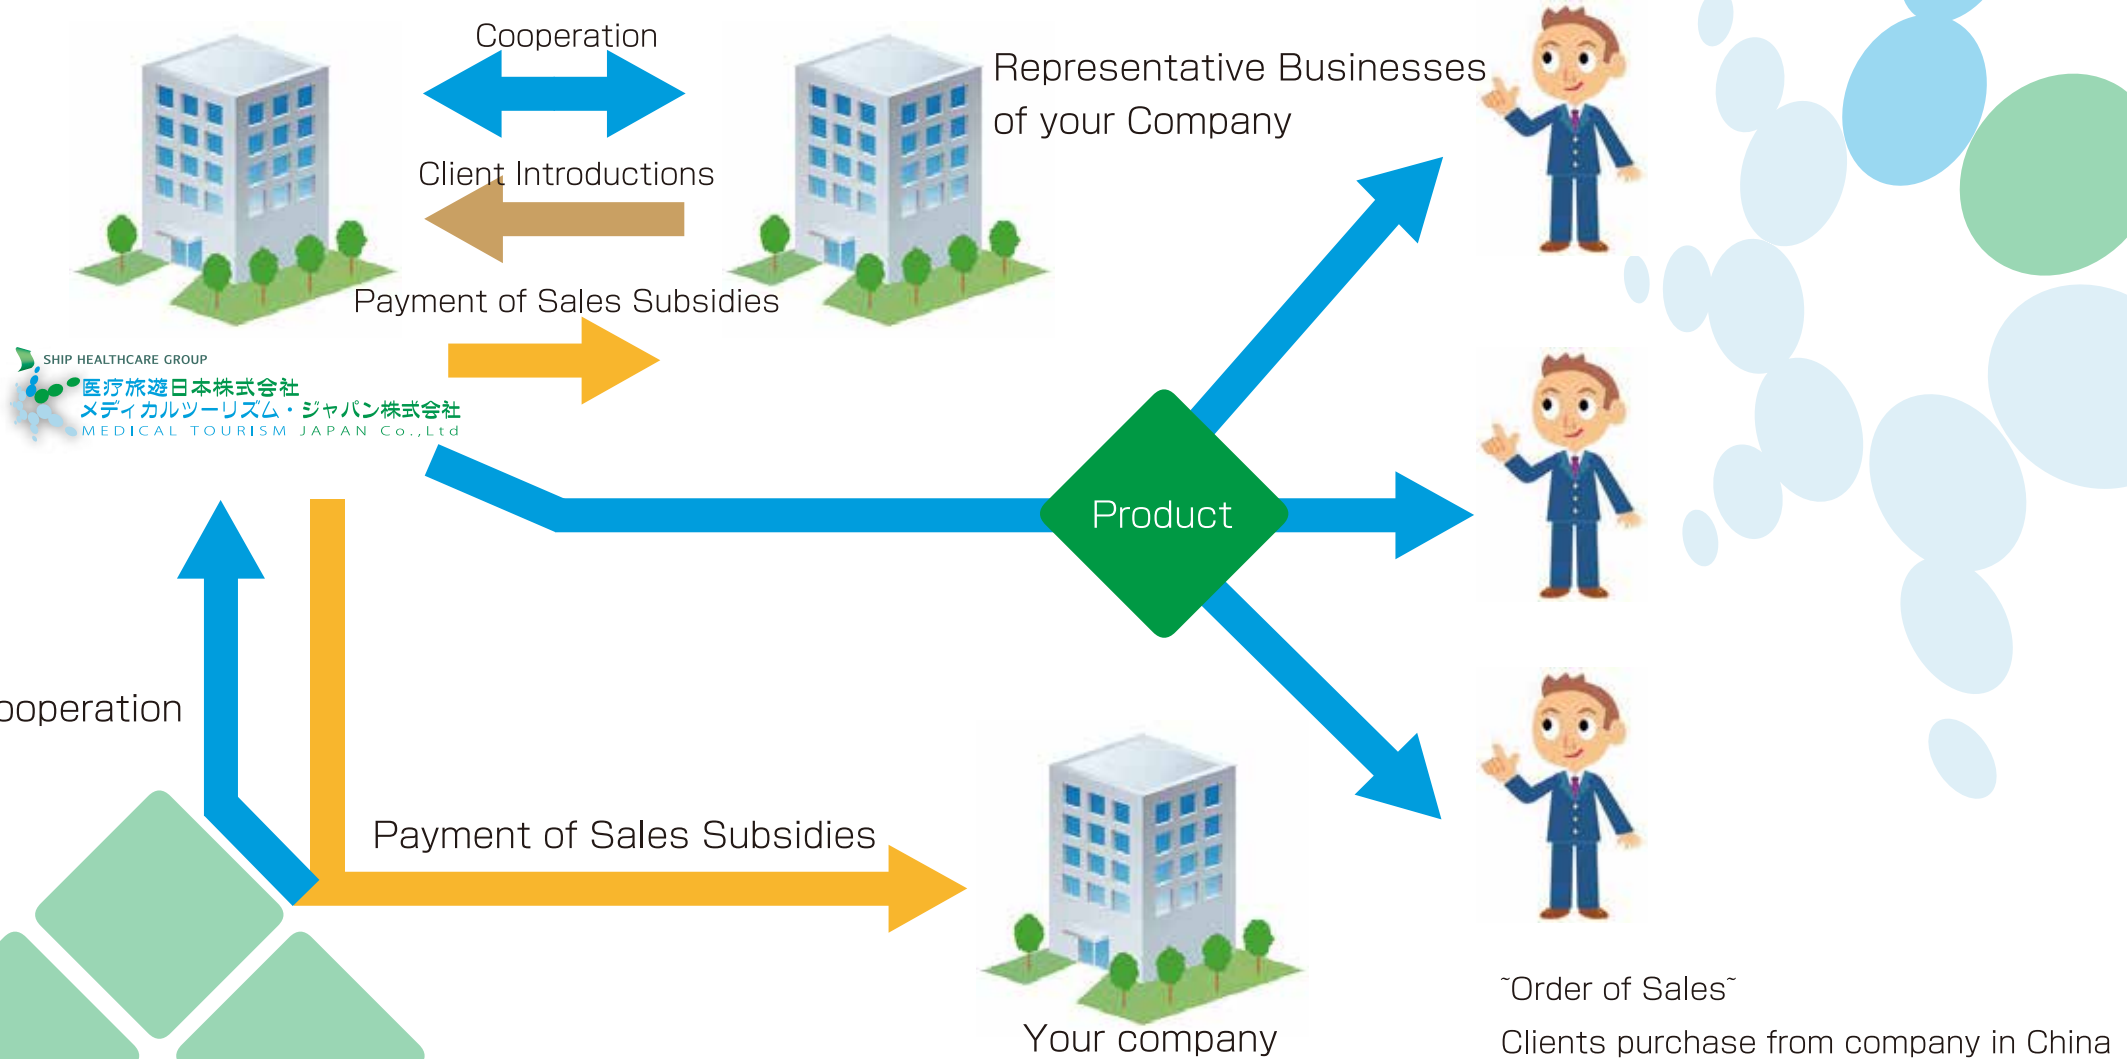 Cooperation
Representative Businesses
of your Company
Client Introductions
Payment of Sales Subsidies
SHIP HEALTHCARE GROUP
医疗旅遊日本株式会社
メディカルツーリズム・ジャパン株式会社
MEDICAL TOURISM JAPAN Co.,Ltd
Product
ooperation
Payment of Sales Subsidies
Your company
~Order of Sales~
Clients purchase from company in China